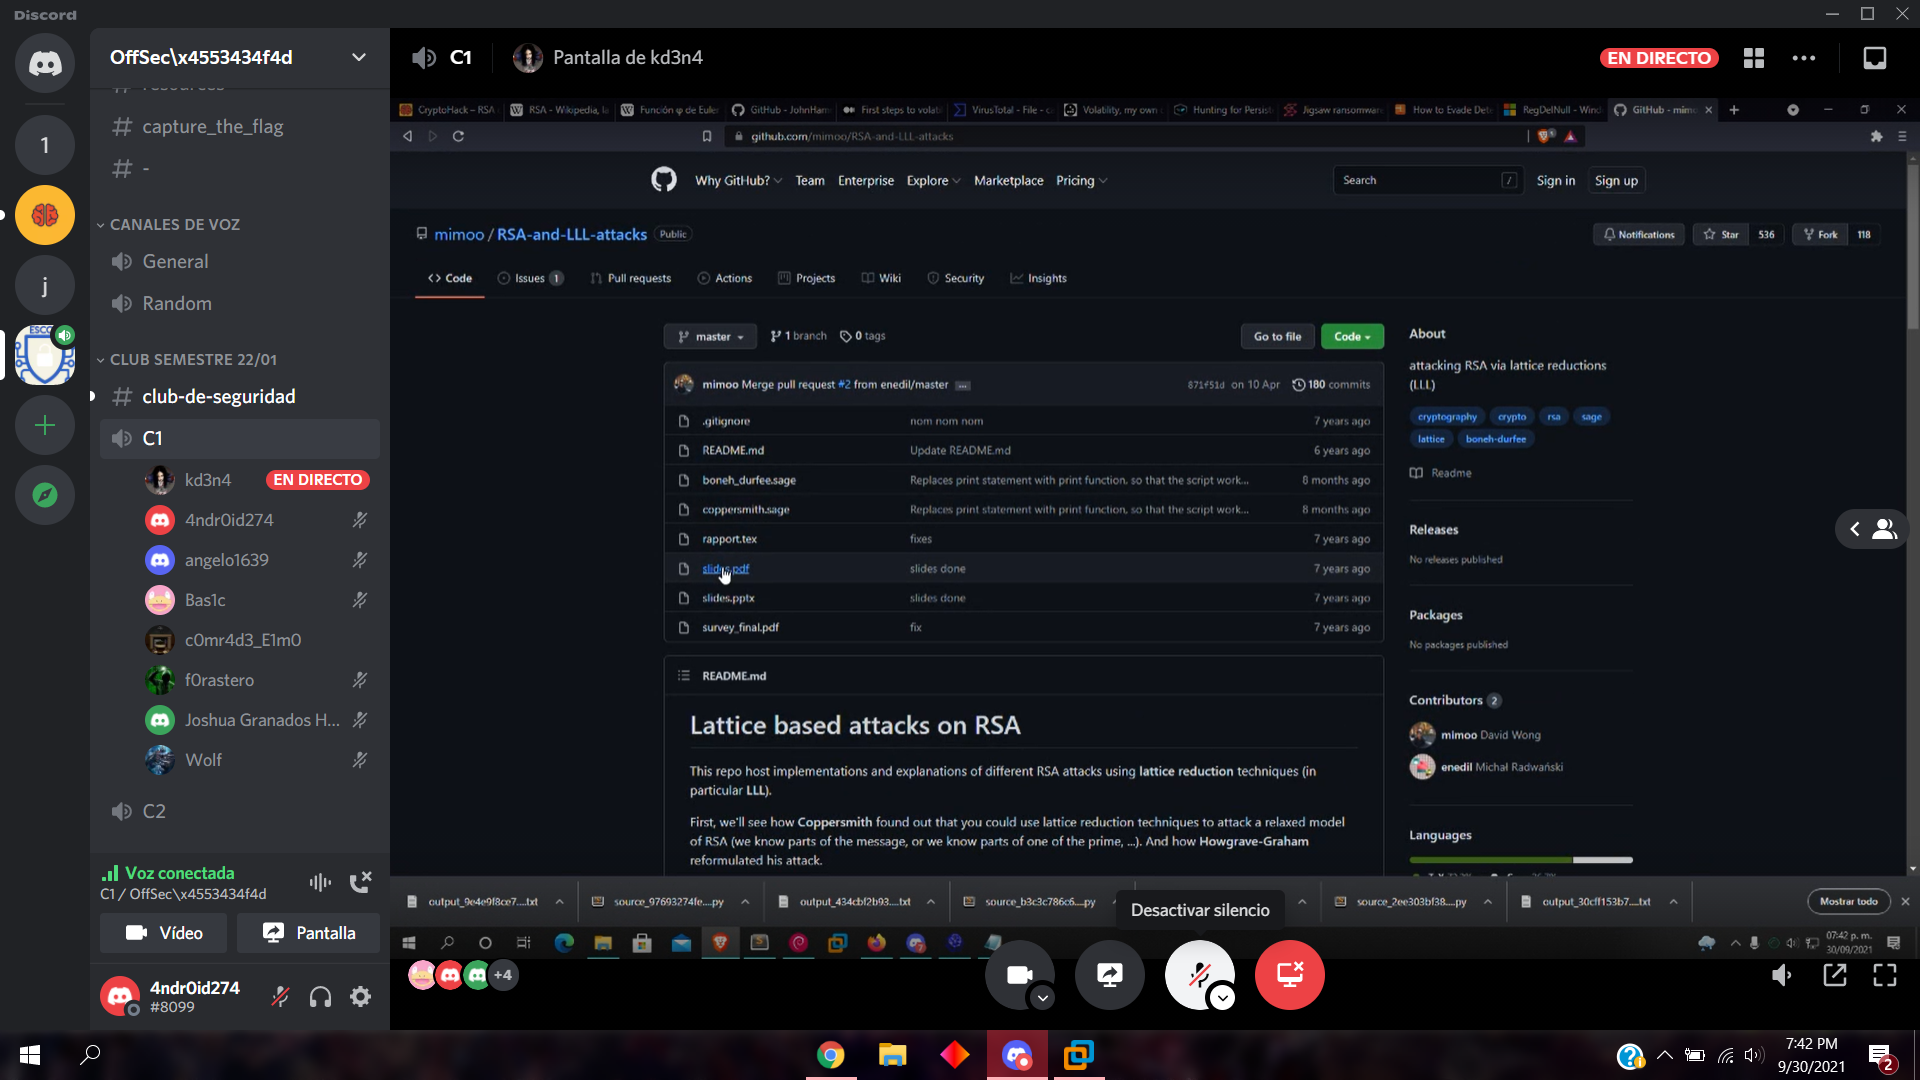 Discord
OffSec\x4553434f4d
resources
# capture_the_flag
# -
CANALES DE VOZ
General
Random
CLUB SEMESTRE 22/01
# club-de-seguridad
C1
kd3n4 EN DIRECTO
4ndr0id274
angelo1639
Bas1c
c0mr4d3_E1m0
f0rastero
Joshua Granados H...
Wolf
C2
Voz conectada
C1 / OffSec\x4553434f4d
Vídeo
Pantalla
4ndr0id274
#8099
1
j
C1
Pantalla de kd3n4
EN DIRECTO
CryptoHack – RSA
RSA - Wikipedia, la
Función φ de Euler
GitHub - JohnHam
First steps to volati
VirusTotal - File - c
Volatility, my own
Hunting for Persist
Jigsaw ransomware
How to Evade Dete
RegDelNull - Wind
GitHub - mimo
github.com/mimoo/RSA-and-LLL-attacks
Why GitHub? Team Enterprise Explore Marketplace Pricing
Search /
Sign in Sign up
mimoo / RSA-and-LLL-attacks Public
Notifications Star 536 Fork 118
Code Issues 1 Pull requests Actions Projects Wiki Security Insights
master 1 branch 0 tags
Go to file Code
mimoo Merge pull request #2 from enedil/master ... 871f51d on 10 Apr 180 commits
.gitignore nom nom nom 7 years ago
README.md Update README.md 6 years ago
boneh_durfee.sage Replaces print statement with print function, so that the script work... 8 months ago
coppersmith.sage Replaces print statement with print function, so that the script work... 8 months ago
rapport.tex fixes 7 years ago
slides.pdf slides done 7 years ago
slides.pptx slides done 7 years ago
survey_final.pdf fix 7 years ago
README.md
Lattice based attacks on RSA
This repo host implementations and explanations of different RSA attacks using lattice reduction techniques (in
particular LLL).
First, we'll see how Coppersmith found out that you could use lattice reduction techniques to attack a relaxed model
of RSA (we know parts of the message, or we know parts of one of the prime, ...). And how Howgrave-Graham
reformulated his attack.
About
attacking RSA via lattice reductions
(LLL)
cryptography crypto rsa sage
lattice boneh-durfee
Readme
Releases
No releases published
Packages
No packages published
Contributors 2
mimoo David Wong
enedil Michał Radwański
Languages
output_9e4e9f8ce7....txt
source_97693274fe....py
output_434cbf2b93....txt
source_b3c3c786c6....py
source_2ee303bf38....py
output_30cff153b7....txt
Mostrar todo
Desactivar silencio
07:42 p. m.
30/09/2021
+4
7:42 PM
9/30/2021
2